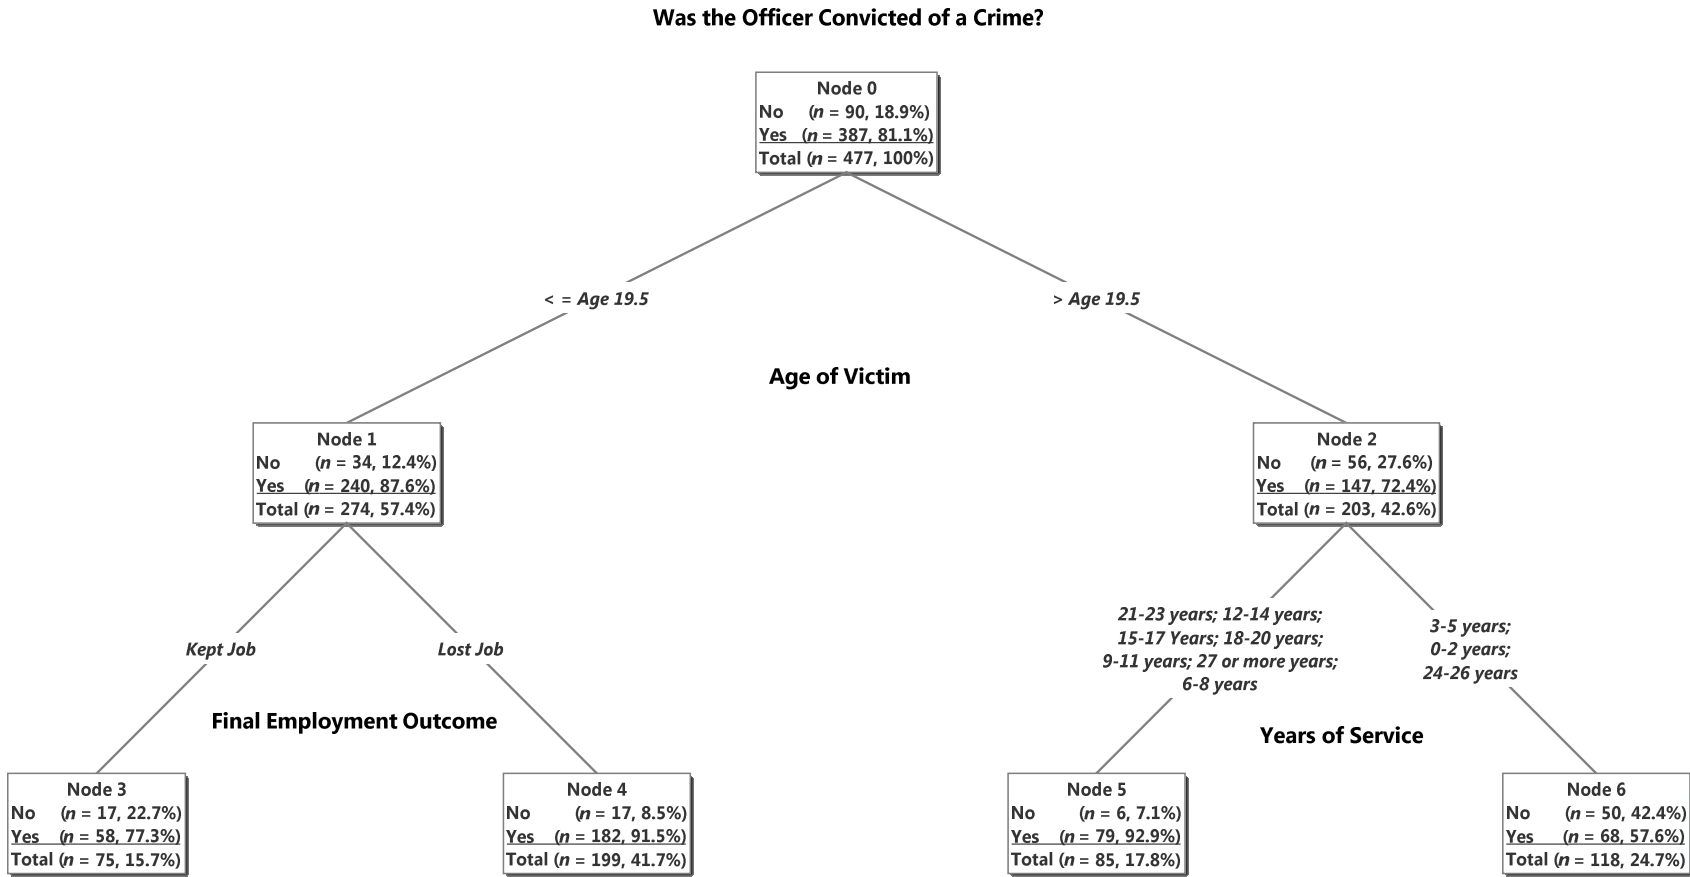 Was the Officer Convicted of a Crime?
Node 0
No (n = 90, 18.9%)
Yes (n = 387, 81.1%)
Total (n = 477, 100%)
< = Age 19.5
> Age 19.5
Age of Victim
Node 1
No (n = 34, 12.4%)
Yes (n = 240, 87.6%)
Total (n = 274, 57.4%)
Node 2
No (n = 56, 27.6%)
Yes (n = 147, 72.4%)
Total (n = 203, 42.6%)
Kept Job
Lost Job
21-23 years; 12-14 years;
15-17 Years; 18-20 years;
9-11 years; 27 or more years;
6-8 years
3-5 years;
0-2 years;
24-26 years
Final Employment Outcome
Years of Service
Node 3
No (n = 17, 22.7%)
Yes (n = 58, 77.3%)
Total (n = 75, 15.7%)
Node 4
No (n = 17, 8.5%)
Yes (n = 182, 91.5%)
Total (n = 199, 41.7%)
Node 5
No (n = 6, 7.1%)
Yes (n = 79, 92.9%)
Total (n = 85, 17.8%)
Node 6
No (n = 50, 42.4%)
Yes (n = 68, 57.6%)
Total (n = 118, 24.7%)